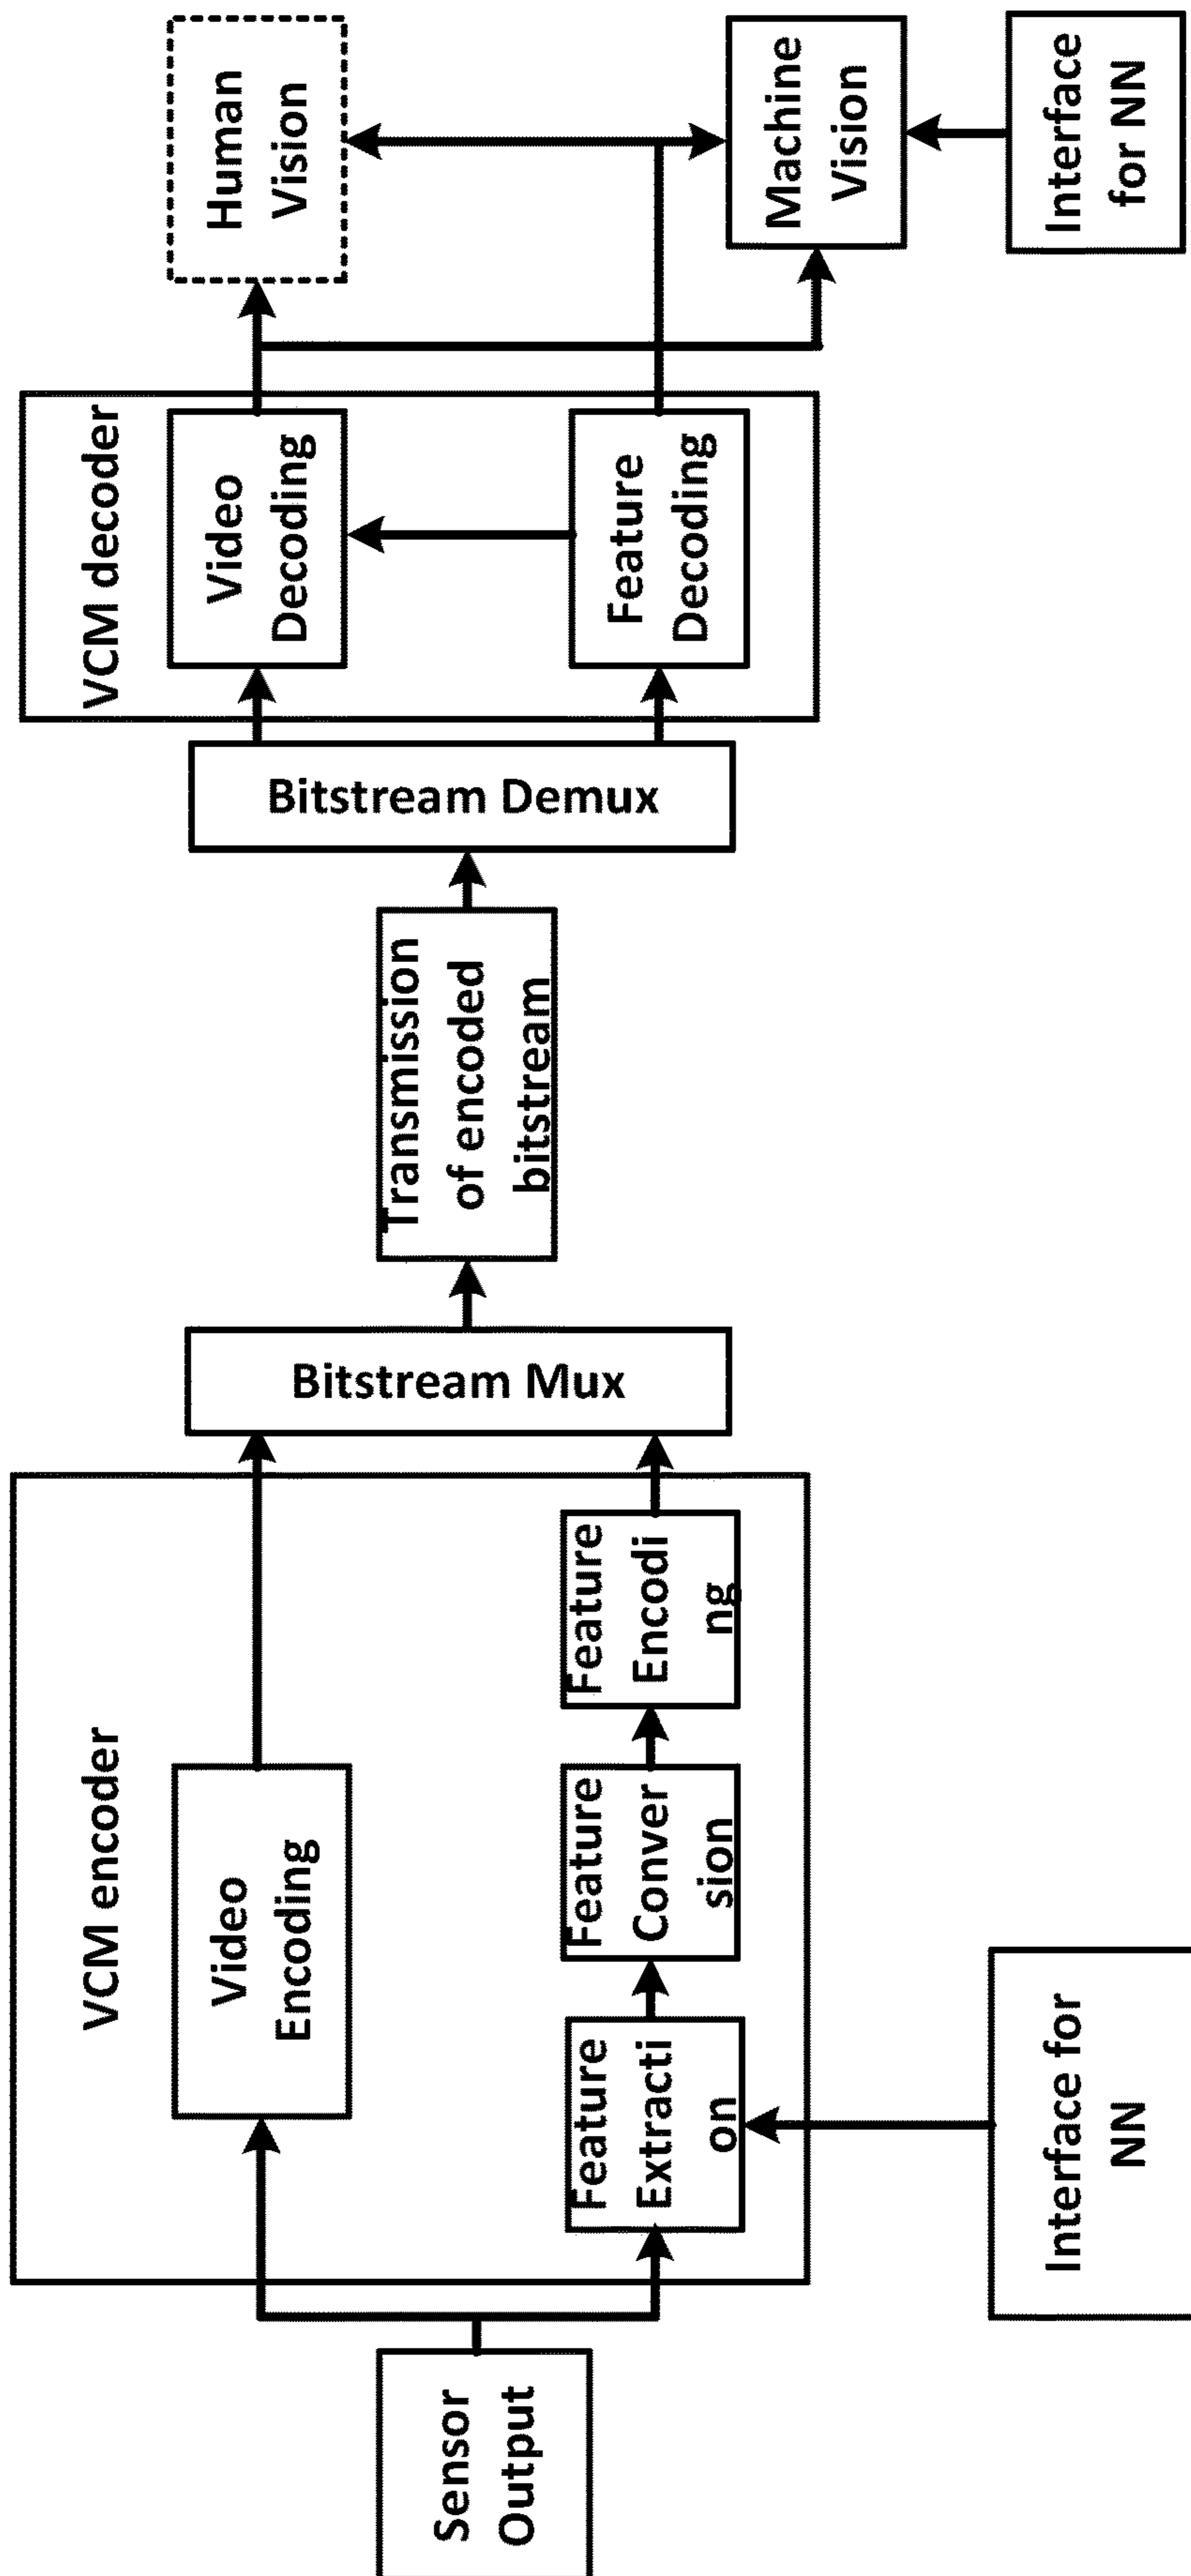 Sensor
Output
VCM encoder
Video
Encoding
Feature
Extracti
on
Feature
Conver
sion
Feature
Encodi
ng
Interface for
NN
Bitstream Mux
Transmission
of encoded
bitstream
Bitstream Demux
VCM decoder
Video
Decoding
Feature
Decoding
Human
Vision
Machine
Vision
Interface
for NN